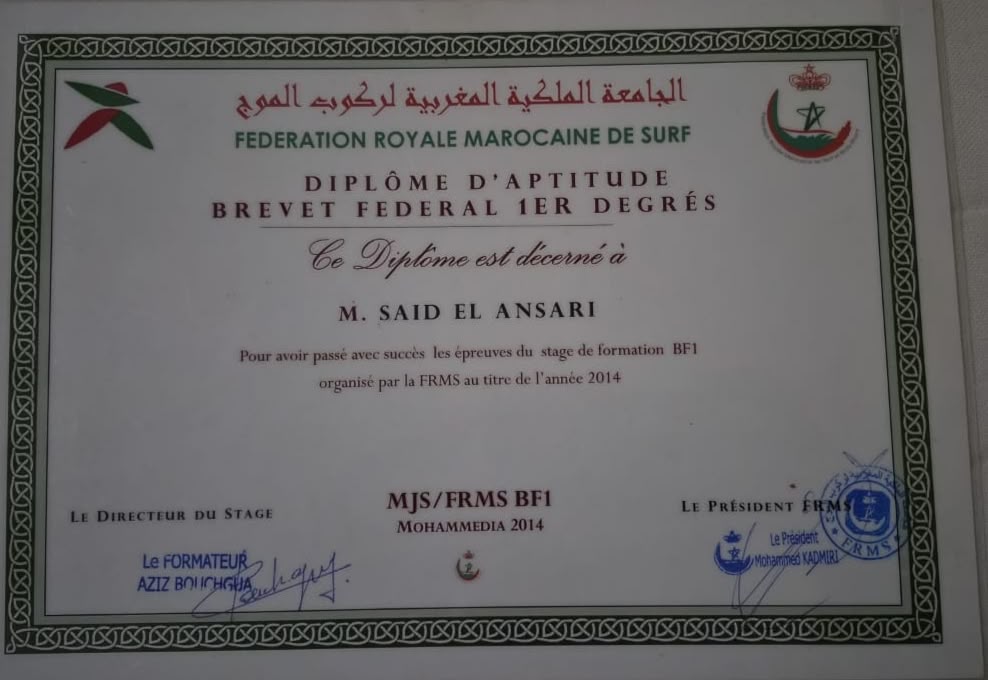 الجامعة الملكية المغربية لركوب الموج
FEDERATION ROYALE MAROCAINE DE SURF
DIPLÔME D'APTITUDE
BREVET FEDERAL 1ER DEGRÉS
Ce Diplôme est décerné à
M. SAID EL ANSARI
Pour avoir passé avec succès les épreuves du stage de formation BF1
organisé par la FRMS au titre de l'année 2014
LE DIRECTEUR DU STAGE
Le FORMATEUR
AZIZ BOUCHGUA
MJS/FRMS BF1
MOHAMMEDIA 2014
LE PRÉSIDENT FRMS
Le Président
Mohammed KADMIRI
FRMS